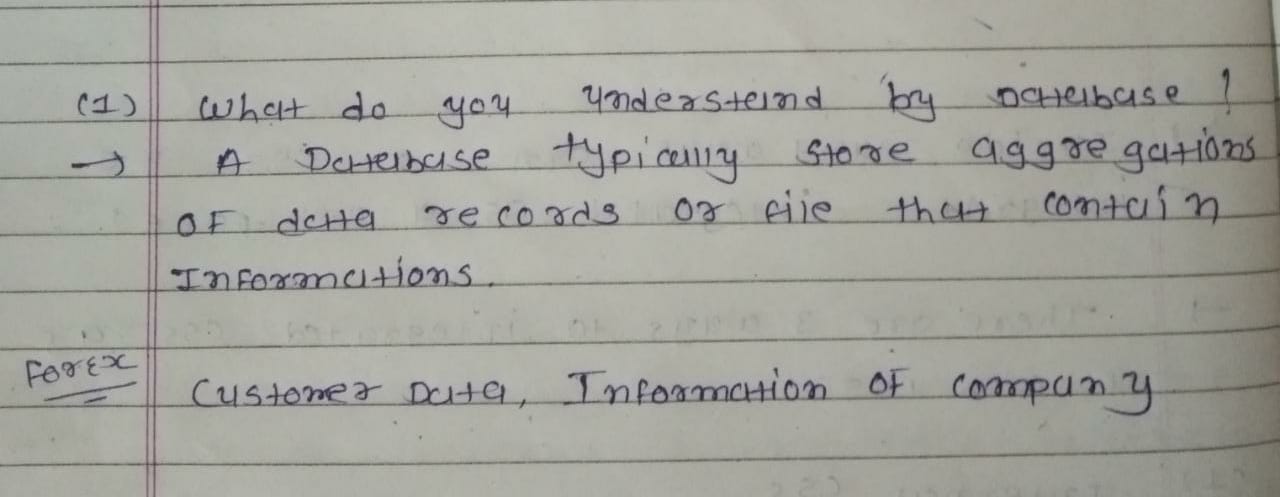 (1) What do you understand by Database ?
→ A Database typically store aggregations
OF data records or file that contain
Informations.
For Ex Customer Data, Information OF company